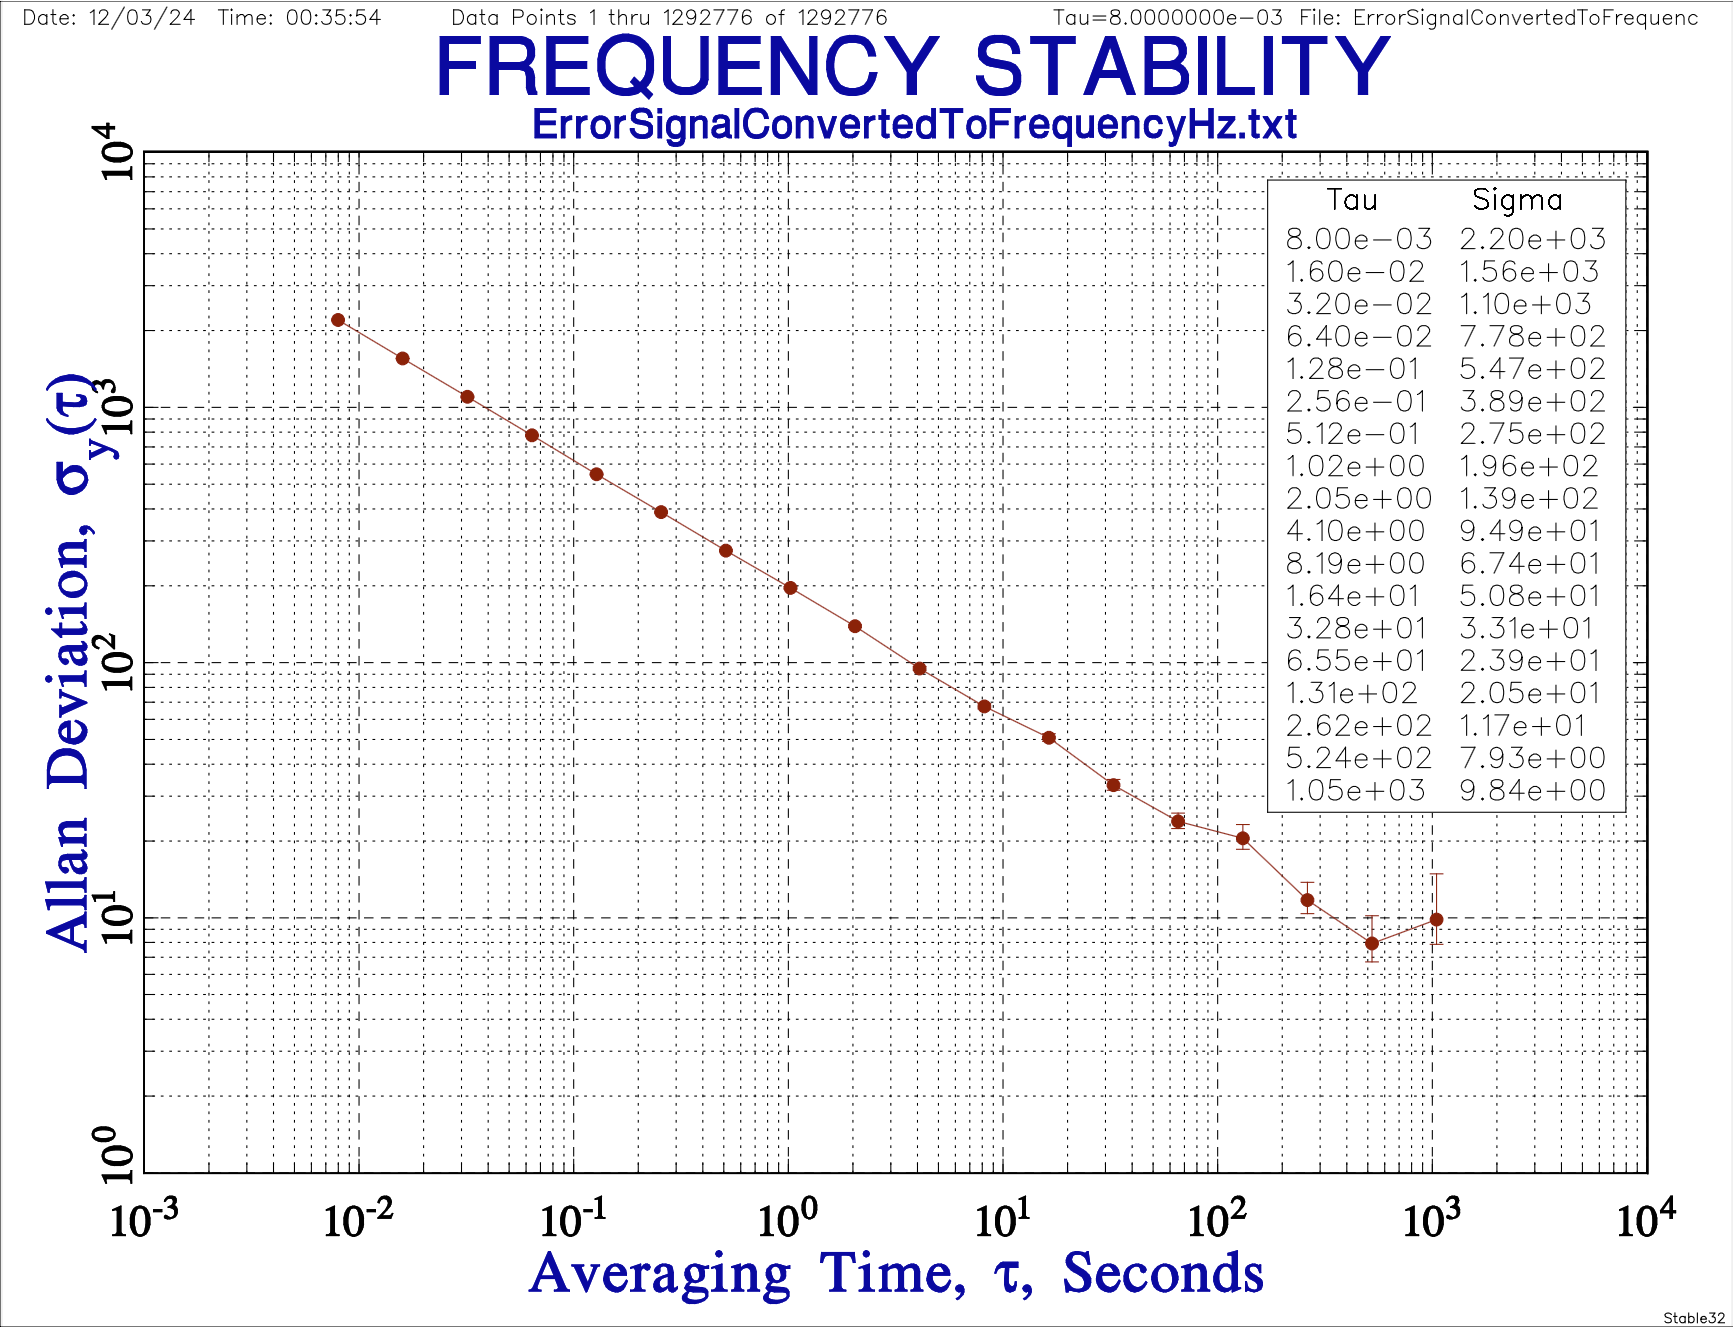 Date: 12/03/24 Time: 00:35:54 Data Points 1 thru 1292776 of 1292776 Tau=8.0000000e-03 File: ErrorSignalConvertedToFrequenc
FREQUENCY STABILITY
ErrorSignalConvertedToFrequencyHz.txt
Allan Deviation, σy(τ)
10^4
10^3
10^2
10^1
10^0
Tau Sigma
8.00e-03 2.20e+03
1.60e-02 1.56e+03
3.20e-02 1.10e+03
6.40e-02 7.78e+02
1.28e-01 5.47e+02
2.56e-01 3.89e+02
5.12e-01 2.75e+02
1.02e+00 1.96e+02
2.05e+00 1.39e+02
4.10e+00 9.49e+01
8.19e+00 6.74e+01
1.64e+01 5.08e+01
3.28e+01 3.31e+01
6.55e+01 2.39e+01
1.31e+02 2.05e+01
2.62e+02 1.17e+01
5.24e+02 7.93e+00
1.05e+03 9.84e+00
10^-3 10^-2 10^-1 10^0 10^1 10^2 10^3 10^4
Averaging Time, τ, Seconds
Stable32